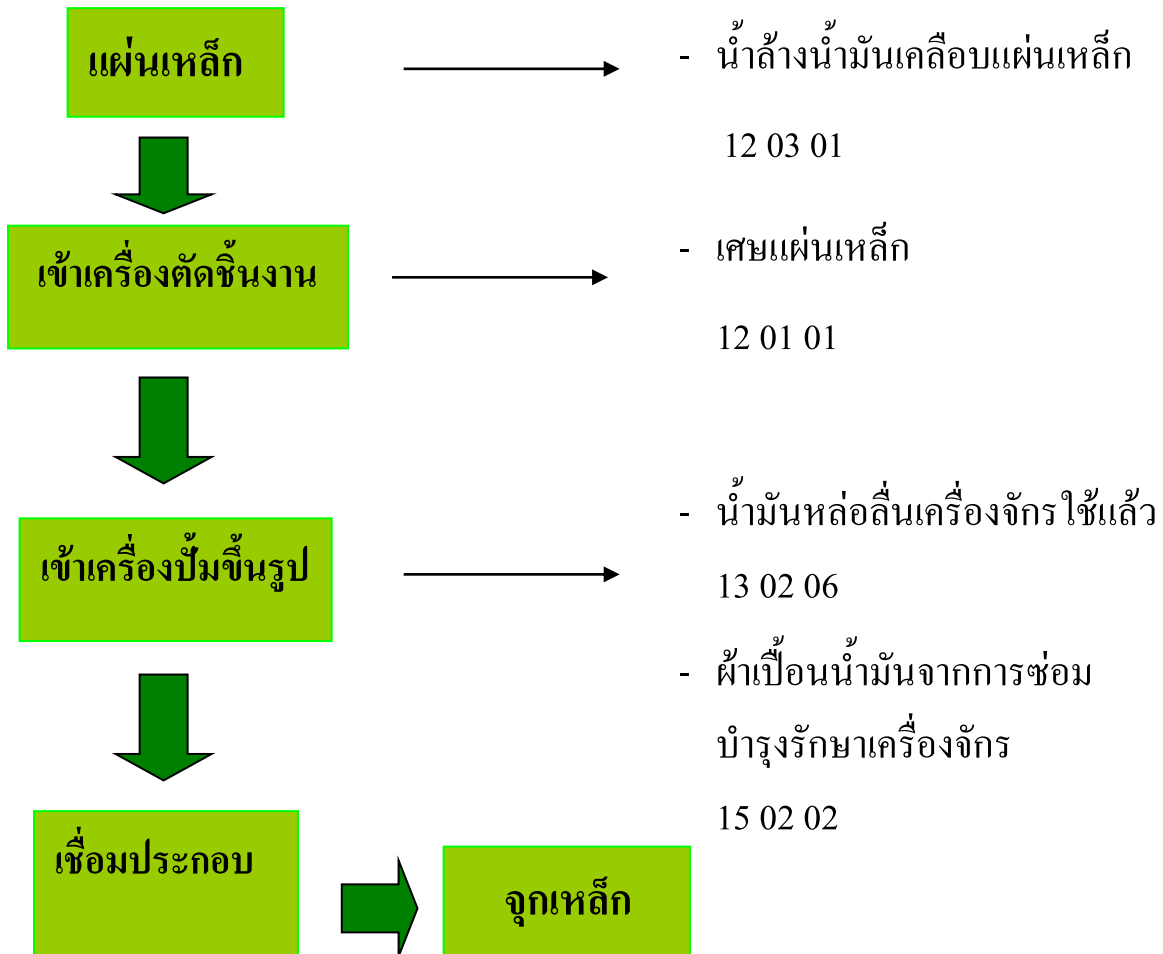 แผ่นเหล็ก
- น้ำล้างน้ำมันเคลือบแผ่นเหล็ก
12 03 01
เข้าเครื่องตัดชิ้นงาน
- เศษแผ่นเหล็ก
12 01 01
เข้าเครื่องปั้มขึ้นรูป
- น้ำมันหล่อลื่นเครื่องจักรใช้แล้ว
13 02 06
- ผ้าเปื้อนน้ำมันจากการซ่อม
บำรุงรักษาเครื่องจักร
15 02 02
เชื่อมประกอบ
จุกเหล็ก